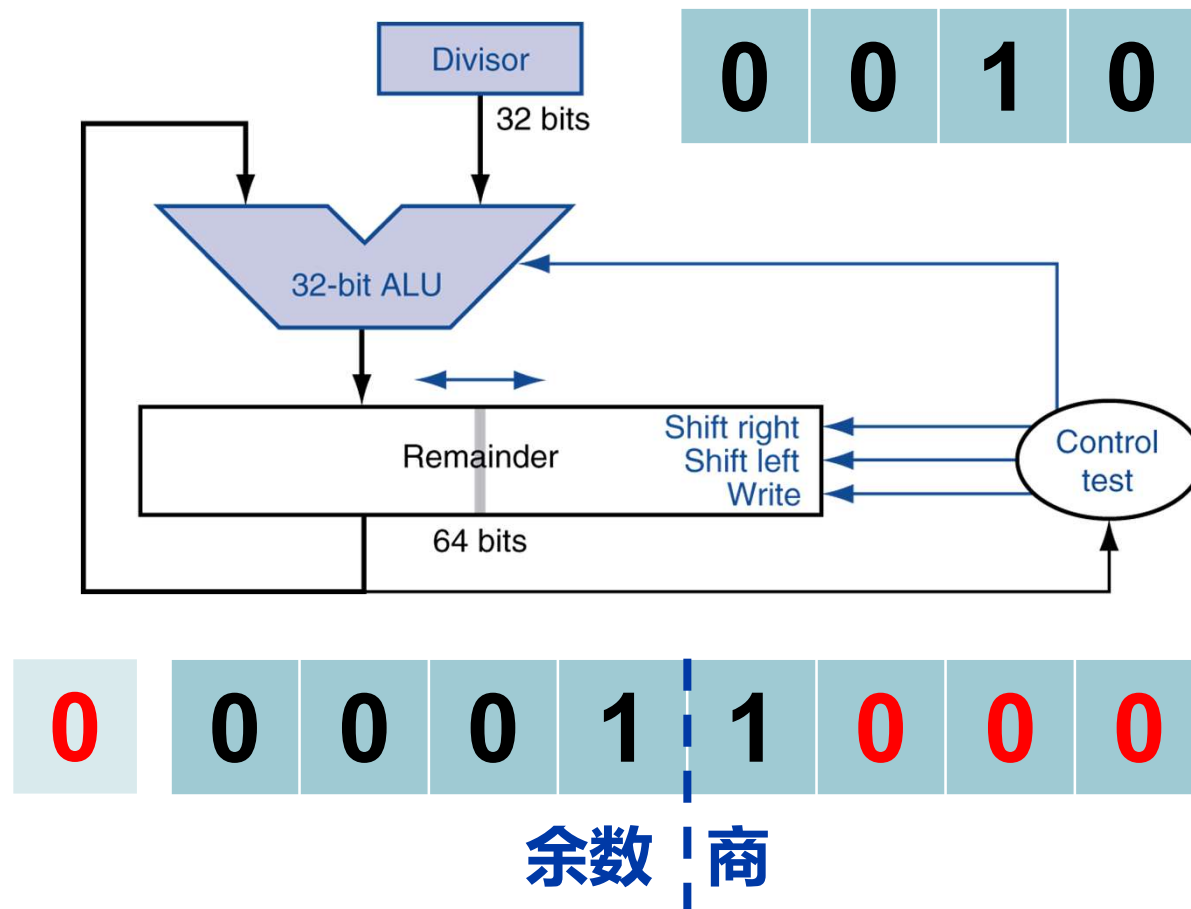 Divisor
0 0 1 0
32 bits
32-bit ALU
Remainder
Shift right
Shift left
Write
Control
test
64 bits
0 0 0 0 1 1 0 0 0
余数 商